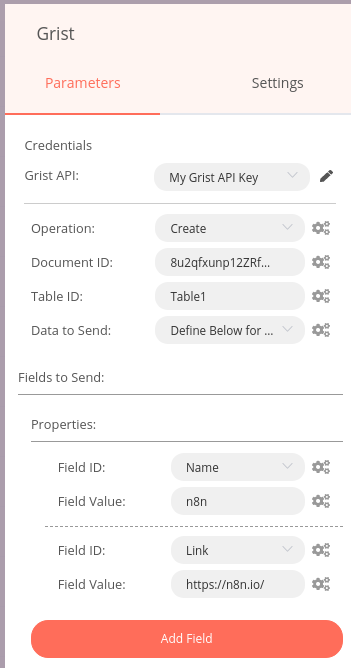 Grist
Parameters Settings
Credentials
Grist API: My Grist API Key
Operation: Create
Document ID: 8u2qfxunp12ZRf...
Table ID: Table1
Data to Send: Define Below for ...
Fields to Send:
Properties:
Field ID: Name
Field Value: n8n
Field ID: Link
Field Value: https://n8n.io/
Add Field